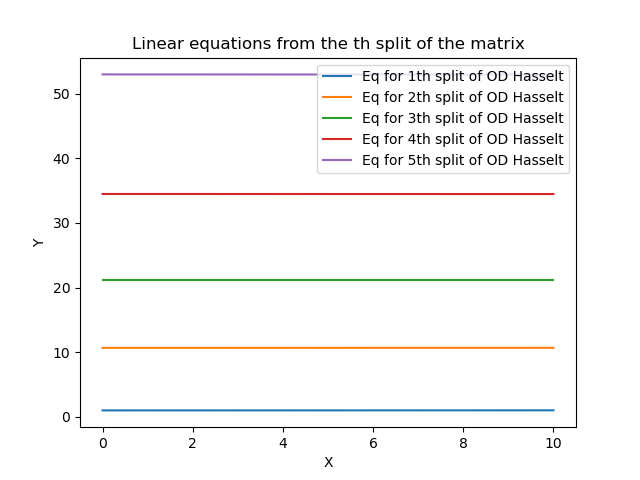 Linear equations from the th split of the matrix
Eq for 1th split of OD Hasselt
Eq for 2th split of OD Hasselt
Eq for 3th split of OD Hasselt
Eq for 4th split of OD Hasselt
Eq for 5th split of OD Hasselt
50
40
30
20
10
0
Y
0 2 4 6 8 10
X